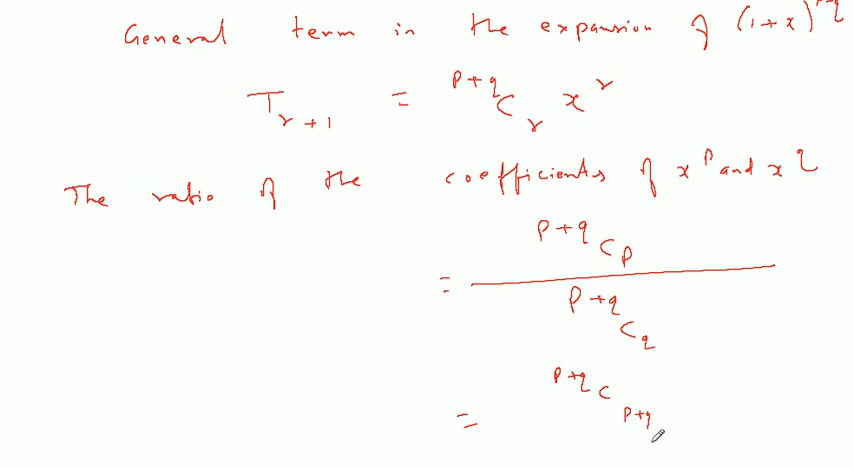 General term in the expansion of (1+x)^{p+q}
T_{r+1} = ^{p+q}C_r x^r
The ratio of the coefficients of x^p and x^q
= \frac{^{p+q}C_p}{^{p+q}C_q}
= ^{p+q}C_{p+q}